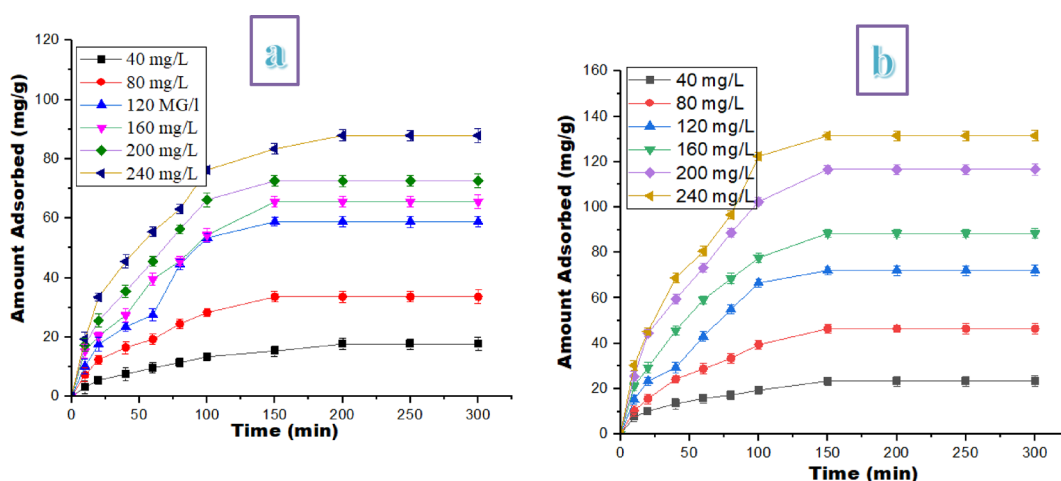 a
120
100
80
60
40
20
0
Amount Adsorbed (mg/g)
40 mg/L
80 mg/L
120 MG/l
160 mg/L
200 mg/L
240 mg/L
0 50 100 150 200 250 300
Time (min)
b
160
140
120
100
80
60
40
20
0
Amount Adsorbed (mg/g)
40 mg/L
80 mg/L
120 mg/L
160 mg/L
200 mg/L
240 mg/L
0 50 100 150 200 250 300
Time (min)